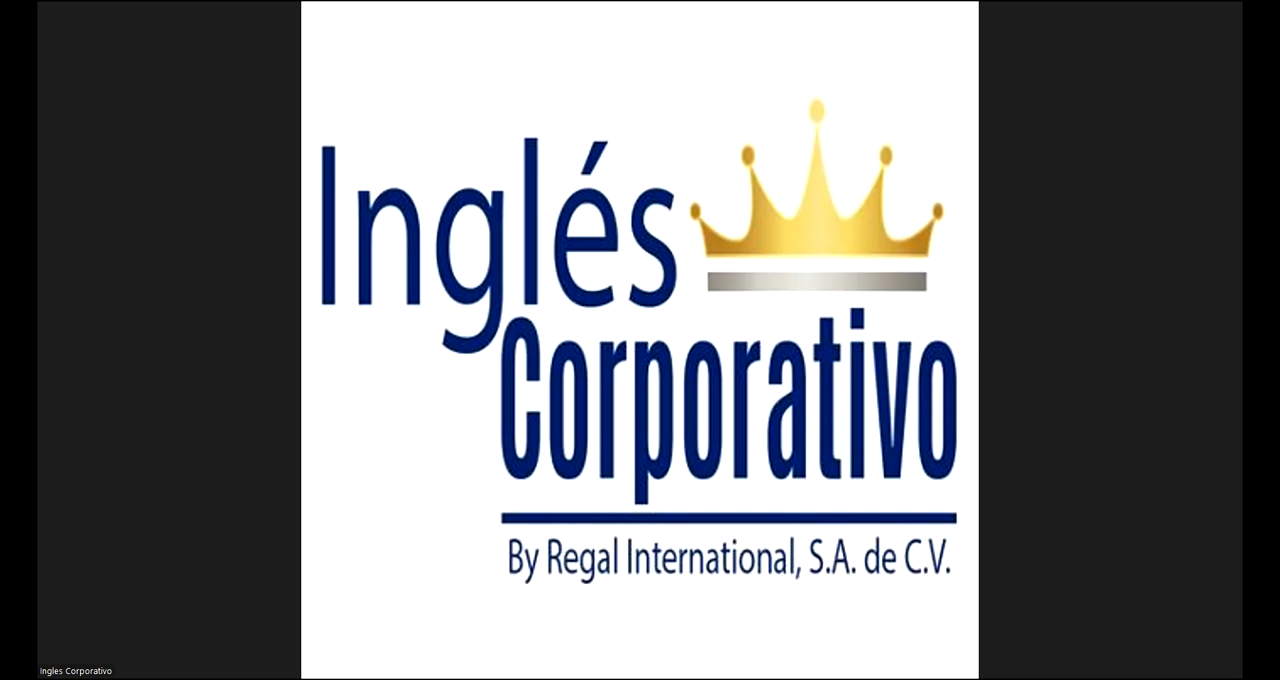 Inglés
Corporativo
By Regal International, S.A. de C.V.
Ingles Corporativo